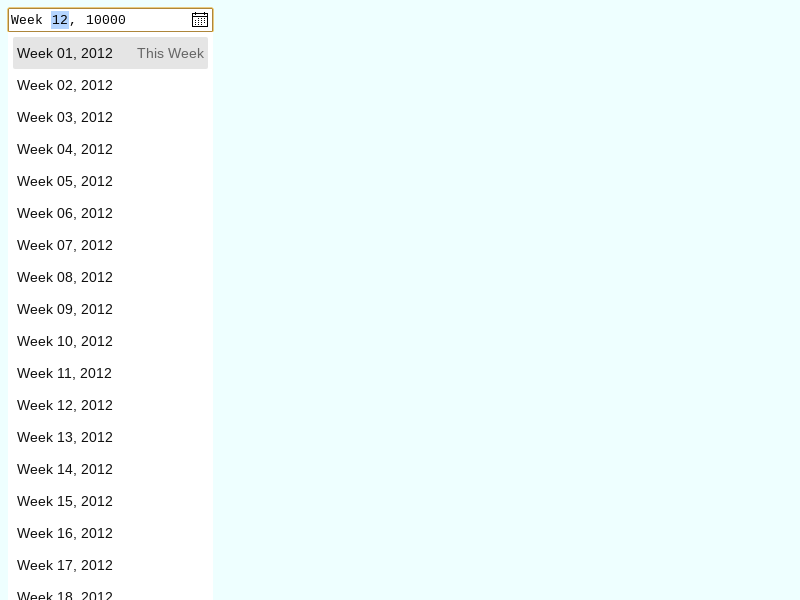 Week 12, 10000
Week 01, 2012 This Week
Week 02, 2012
Week 03, 2012
Week 04, 2012
Week 05, 2012
Week 06, 2012
Week 07, 2012
Week 08, 2012
Week 09, 2012
Week 10, 2012
Week 11, 2012
Week 12, 2012
Week 13, 2012
Week 14, 2012
Week 15, 2012
Week 16, 2012
Week 17, 2012
Week 18, 2012